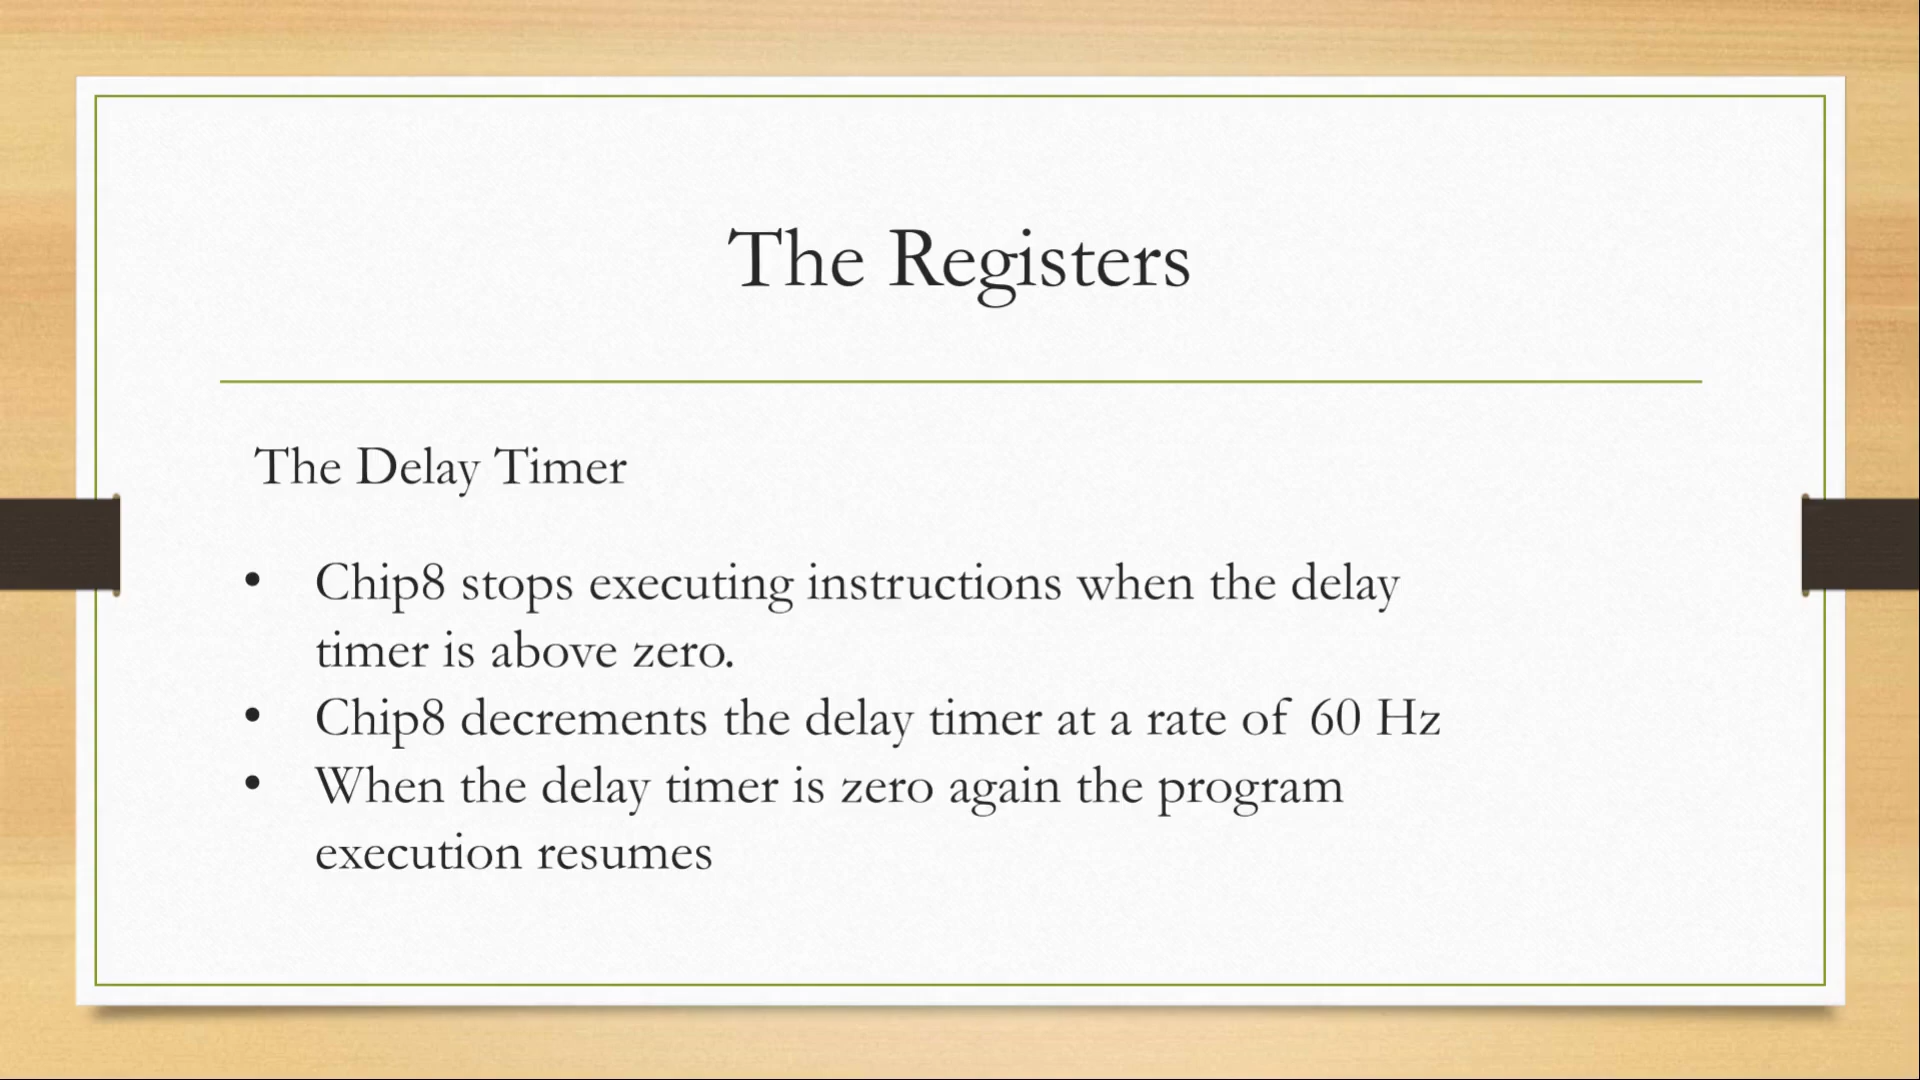 The Registers
The Delay Timer
• Chip8 stops executing instructions when the delay
timer is above zero.
• Chip8 decrements the delay timer at a rate of 60 Hz
• When the delay timer is zero again the program
execution resumes